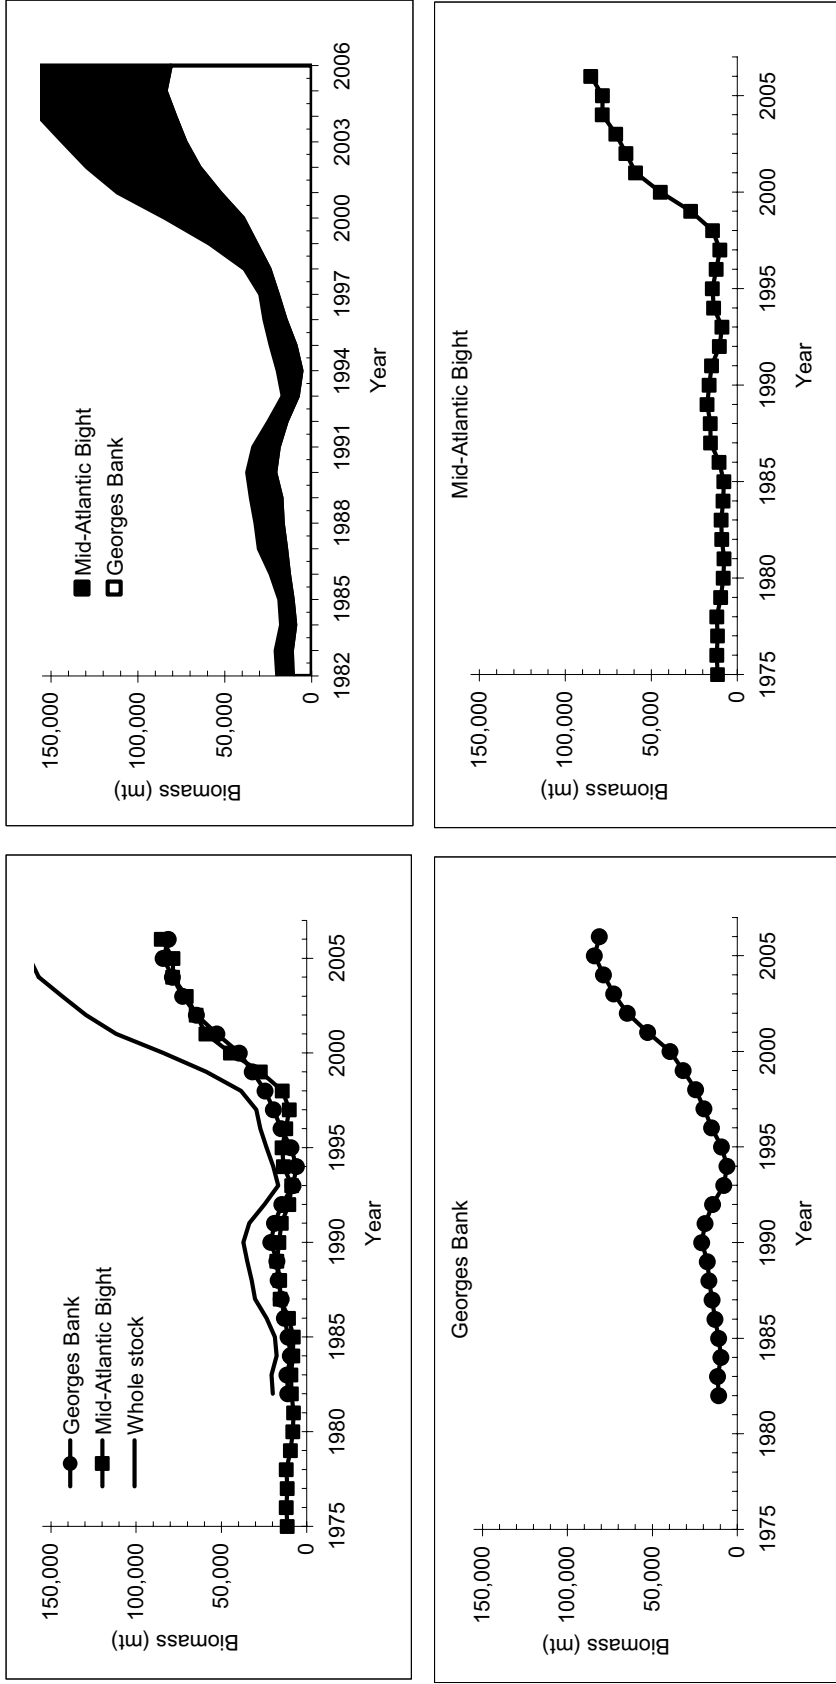 Georges Bank
Mid-Atlantic Bight
Whole stock
150,000
100,000
50,000
0
Biomass (mt)
1975 1980 1985 1990 1995 2000 2005
Year
Mid-Atlantic Bight
Georges Bank
150,000
100,000
50,000
0
Biomass (mt)
1982 1985 1988 1991 1994 1997 2000 2003 2006
Year
Georges Bank
150,000
100,000
50,000
0
Biomass (mt)
1975 1980 1985 1990 1995 2000 2005
Year
Mid-Atlantic Bight
150,000
100,000
50,000
0
Biomass (mt)
1975 1980 1985 1990 1995 2000 2005
Year